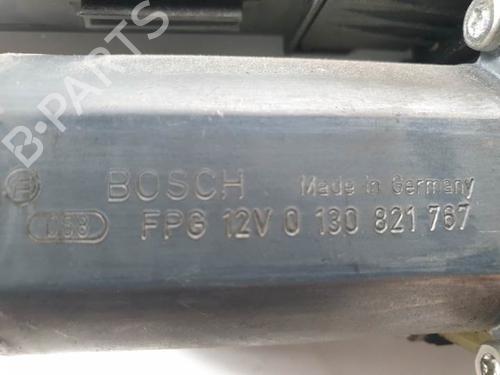 BOSCH Made in Germany
FPG 12V 0 130 821 767
B-PARTS